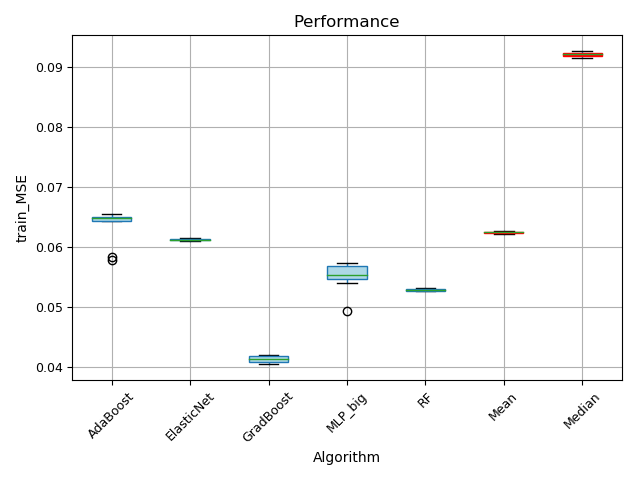 Performance
0.09
0.08
0.07
0.06
0.05
0.04
train_MSE
AdaBoost
ElasticNet
GradBoost
MLP_big
RF
Mean
Median
Algorithm